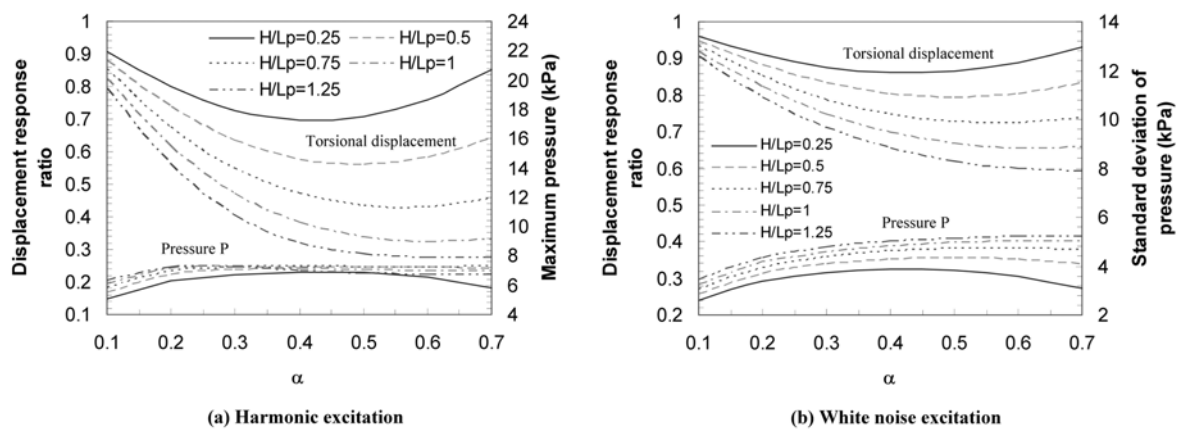 1
0.9
0.8
0.7
0.6
0.5
0.4
0.3
0.2
0.1
Displacement response
ratio
H/Lp=0.25
H/Lp=0.5
H/Lp=0.75
H/Lp=1
H/Lp=1.25
Torsional displacement
Pressure P
24
22
20
18
16
14
12
10
8
6
4
Maximum pressure (kPa)
0.1 0.2 0.3 0.4 0.5 0.6 0.7
α
(a) Harmonic excitation
1
0.9
0.8
0.7
0.6
0.5
0.4
0.3
0.2
Displacement response
ratio
Torsional displacement
H/Lp=0.25
H/Lp=0.5
H/Lp=0.75
H/Lp=1
H/Lp=1.25
Pressure P
14
12
10
8
6
4
2
Standard deviation of
pressure (kPa)
0.1 0.2 0.3 0.4 0.5 0.6 0.7
α
(b) White noise excitation